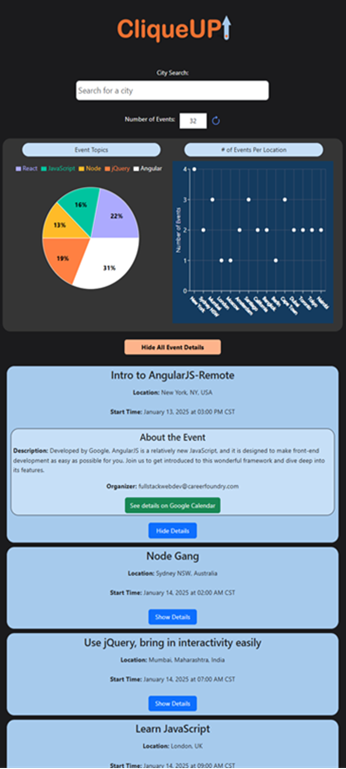 CliqueUP
City Search:
Search for a city
Number of Events: 32
Event Topics
React JavaScript Node jQuery Angular
16%
22%
13%
19%
31%
# of Events Per Location
Number of Events
4
3
2
1
0
New York
Sydney NSW
Mumbai
London
Hide All Event Details
Intro to AngularJS-Remote
Location: New York, NY, USA
Start Time: January 13, 2025 at 03:00 PM CST
About the Event
Description: Developed by Google, AngularJS is a relatively new JavaScript, and it is designed to make front-end
development as easy as possible for you. Join us to get introduced to this wonderful framework and dive deep into
its features.
Organizer: fullstackwebdev@careerfoundry.com
See details on Google Calendar
Hide Details
Node Gang
Location: Sydney NSW, Australia
Start Time: January 14, 2025 at 02:00 AM CST
Show Details
Use jQuery, bring in interactivity easily
Location: Mumbai, Maharashtra, India
Start Time: January 14, 2025 at 07:00 AM CST
Show Details
Learn JavaScript
Location: London, UK
Start Time: January 14, 2025 at 09:00 AM CST